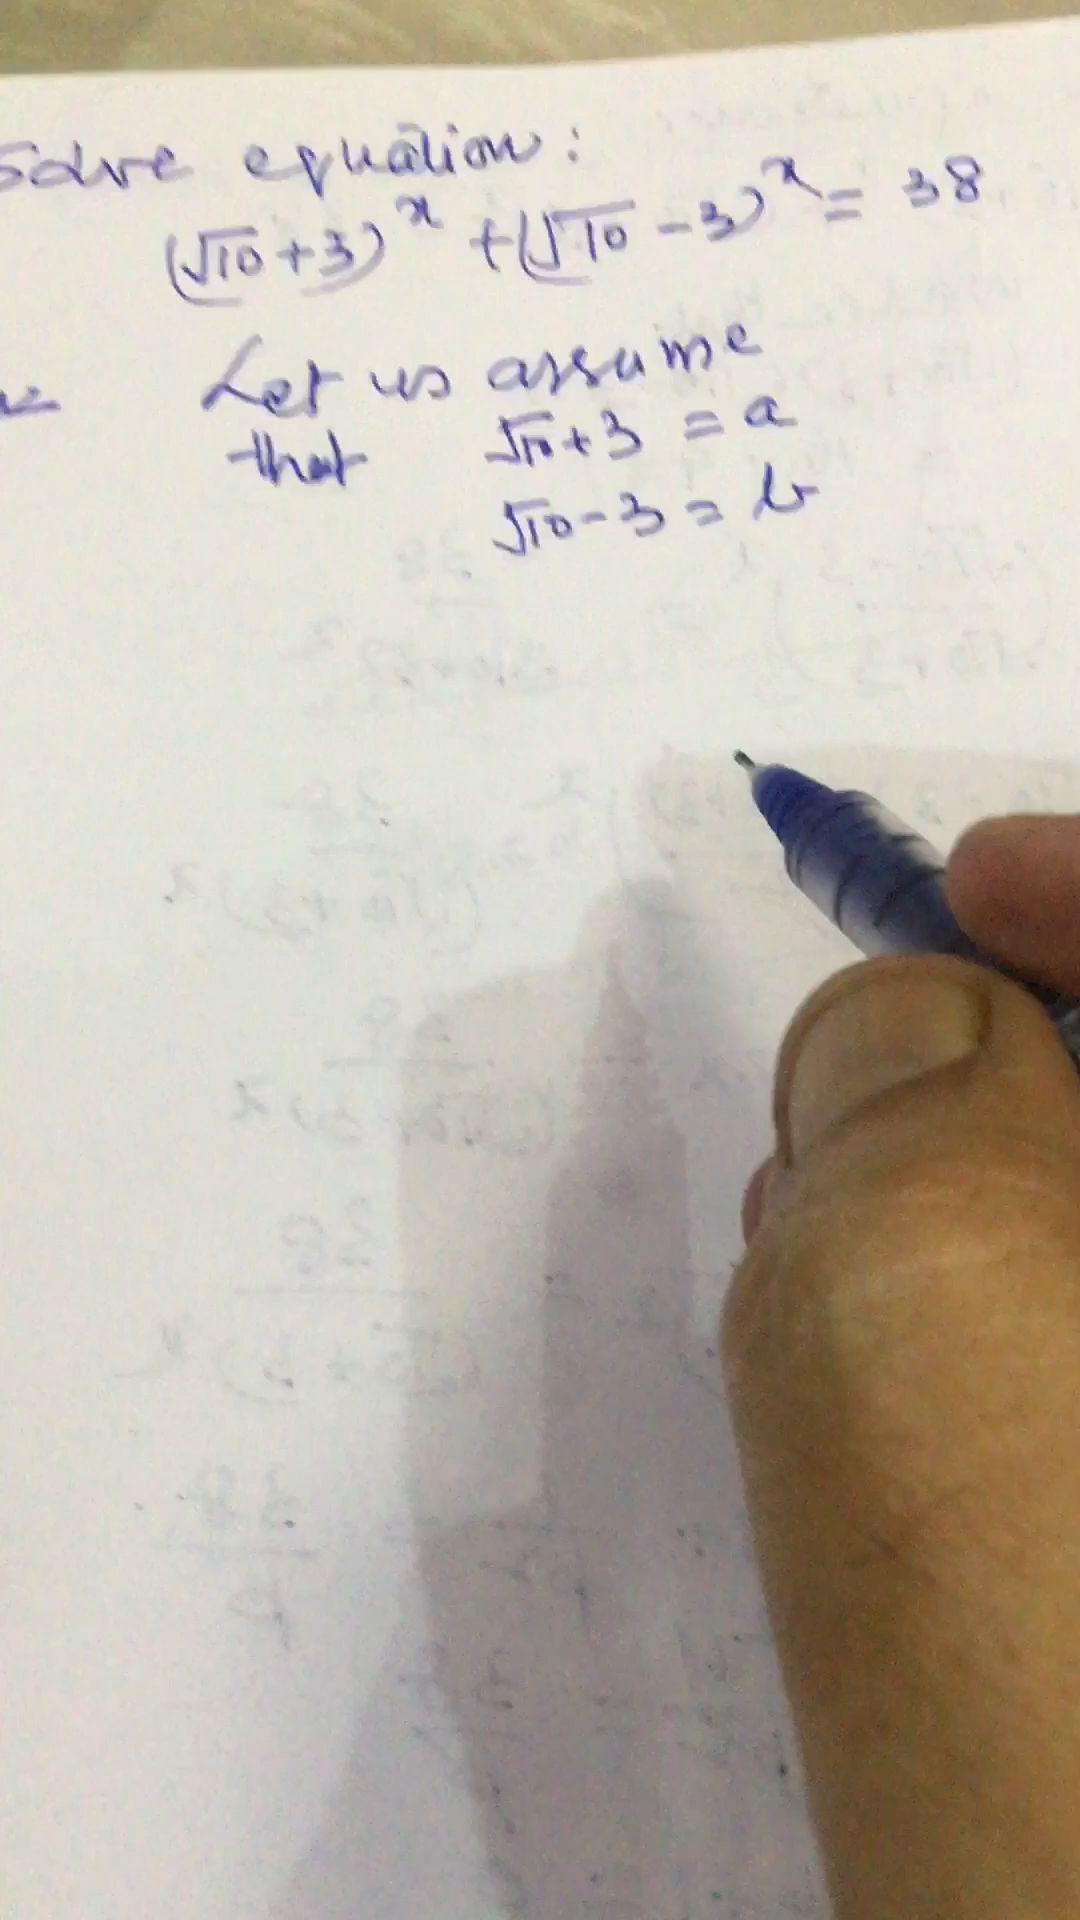 Solve equation:
(√10+3)^x + (√10-3)^x = 38
Let us assume
that √10+3 = a
√10-3 = b